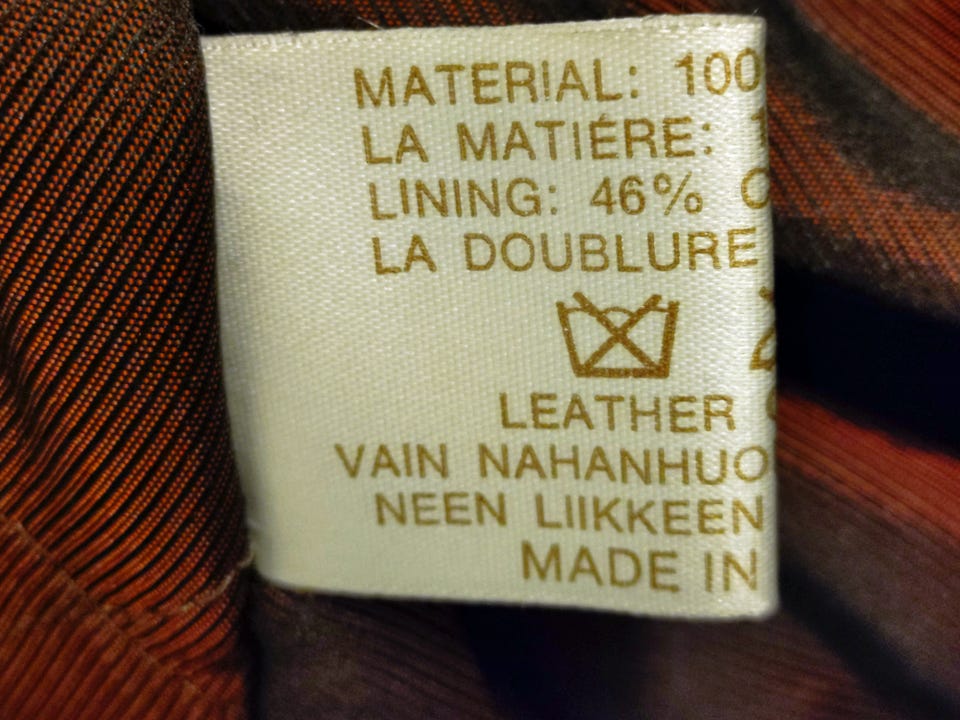 MATERIAL: 100
LA MATIÉRE:
LINING: 46%
LA DOUBLURE
LEATHER
VAIN NAHANHUO
NEEN LIIKKEEN
MADE IN